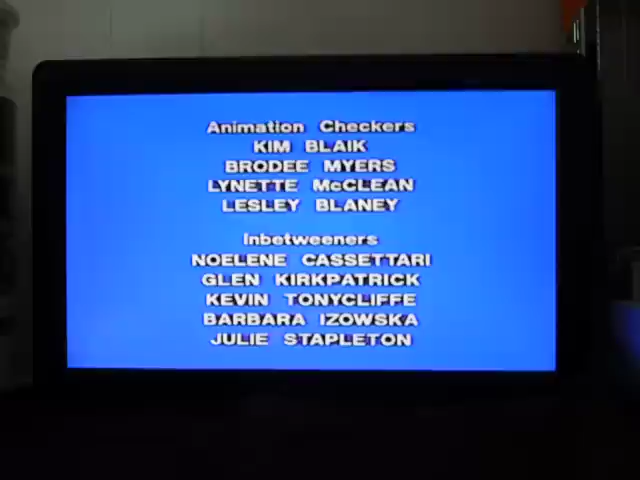 Animation Checkers
KIM BLAIK
BRODEE MYERS
LYNETTE McCLEAN
LESLEY BLANEY
Inbetweeners
NOELENE CASSETTARI
GLEN KIRKPATRICK
KEVIN TONYCLIFFE
BARBARA IZOWSKA
JULIE STAPLETON